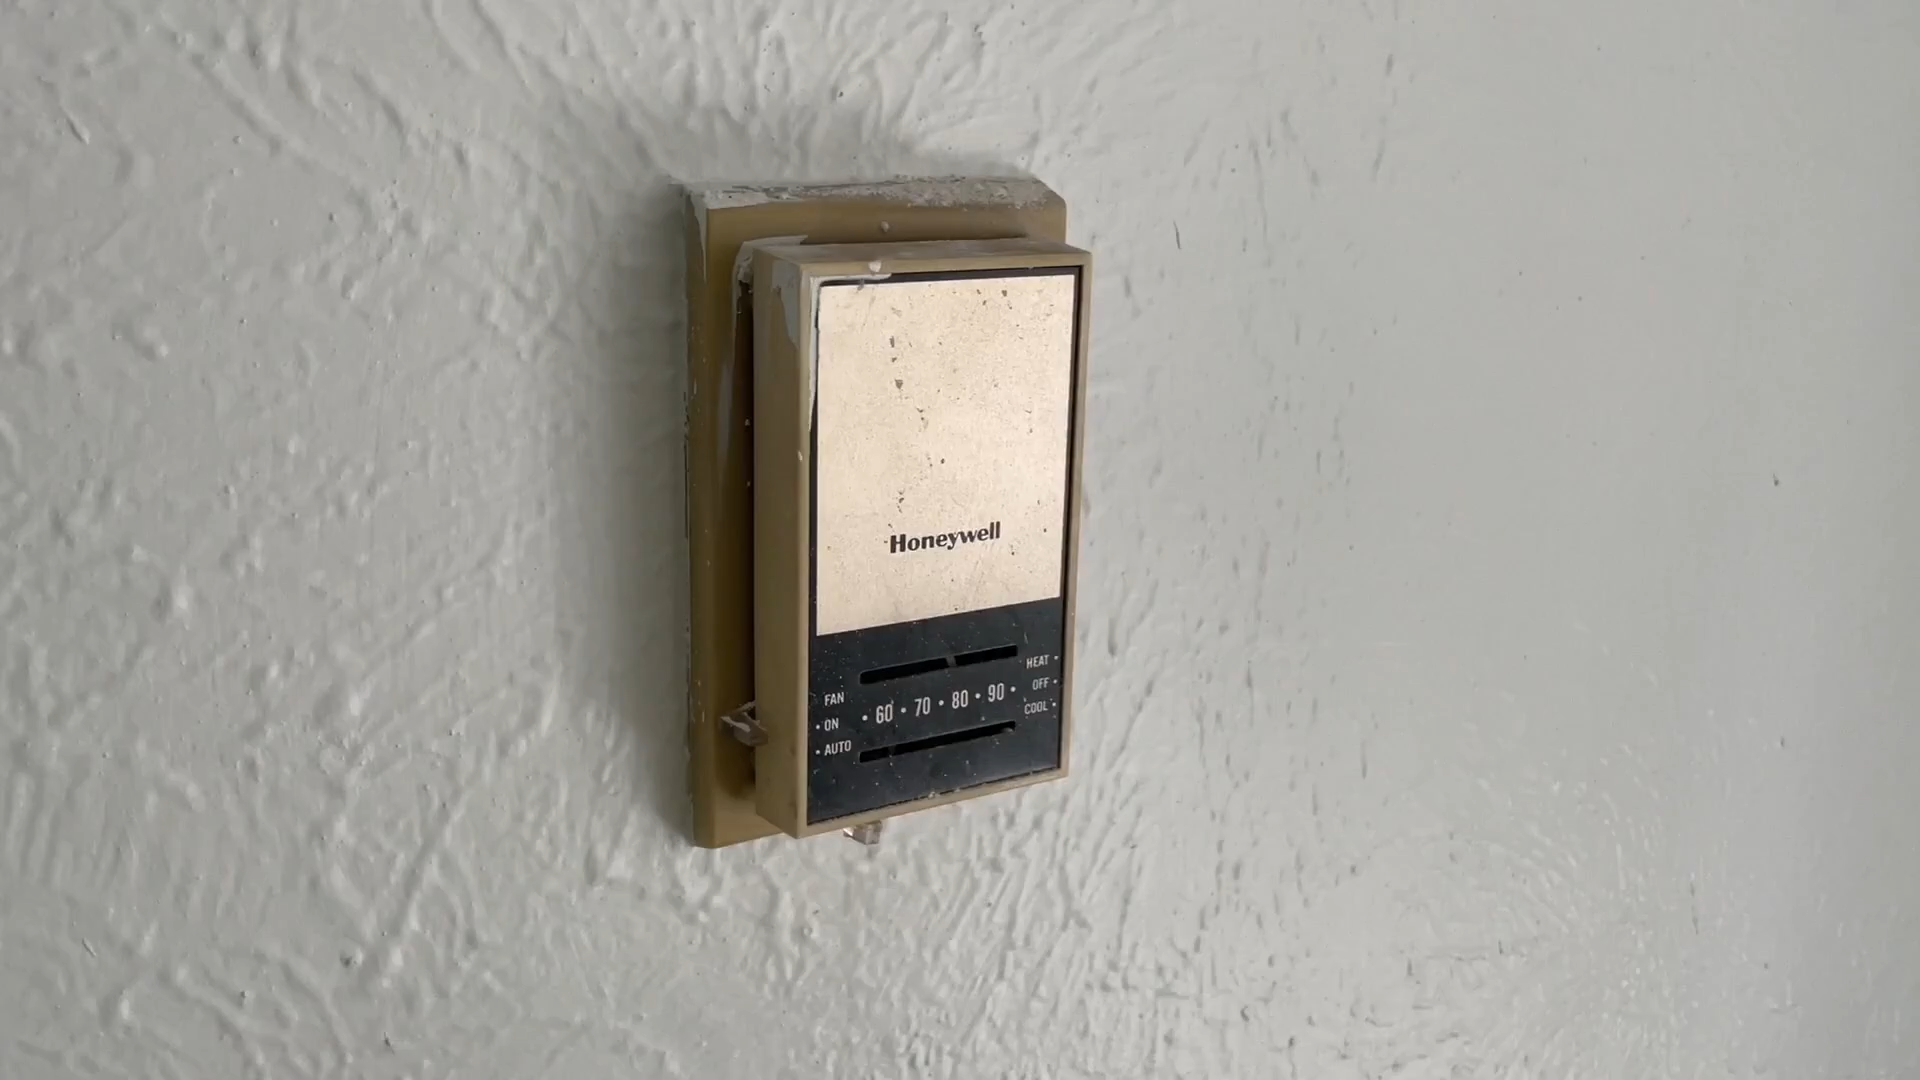 Honeywell
HEAT •
FAN
• 60 • 70 • 80 • 90 •
OFF •
• ON
COOL •
• AUTO